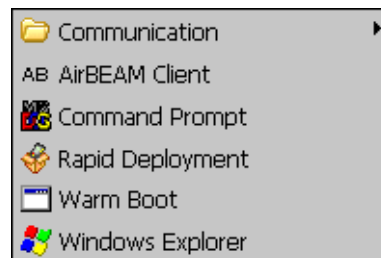 Communication
AB AirBEAM Client
Command Prompt
Rapid Deployment
Warm Boot
Windows Explorer